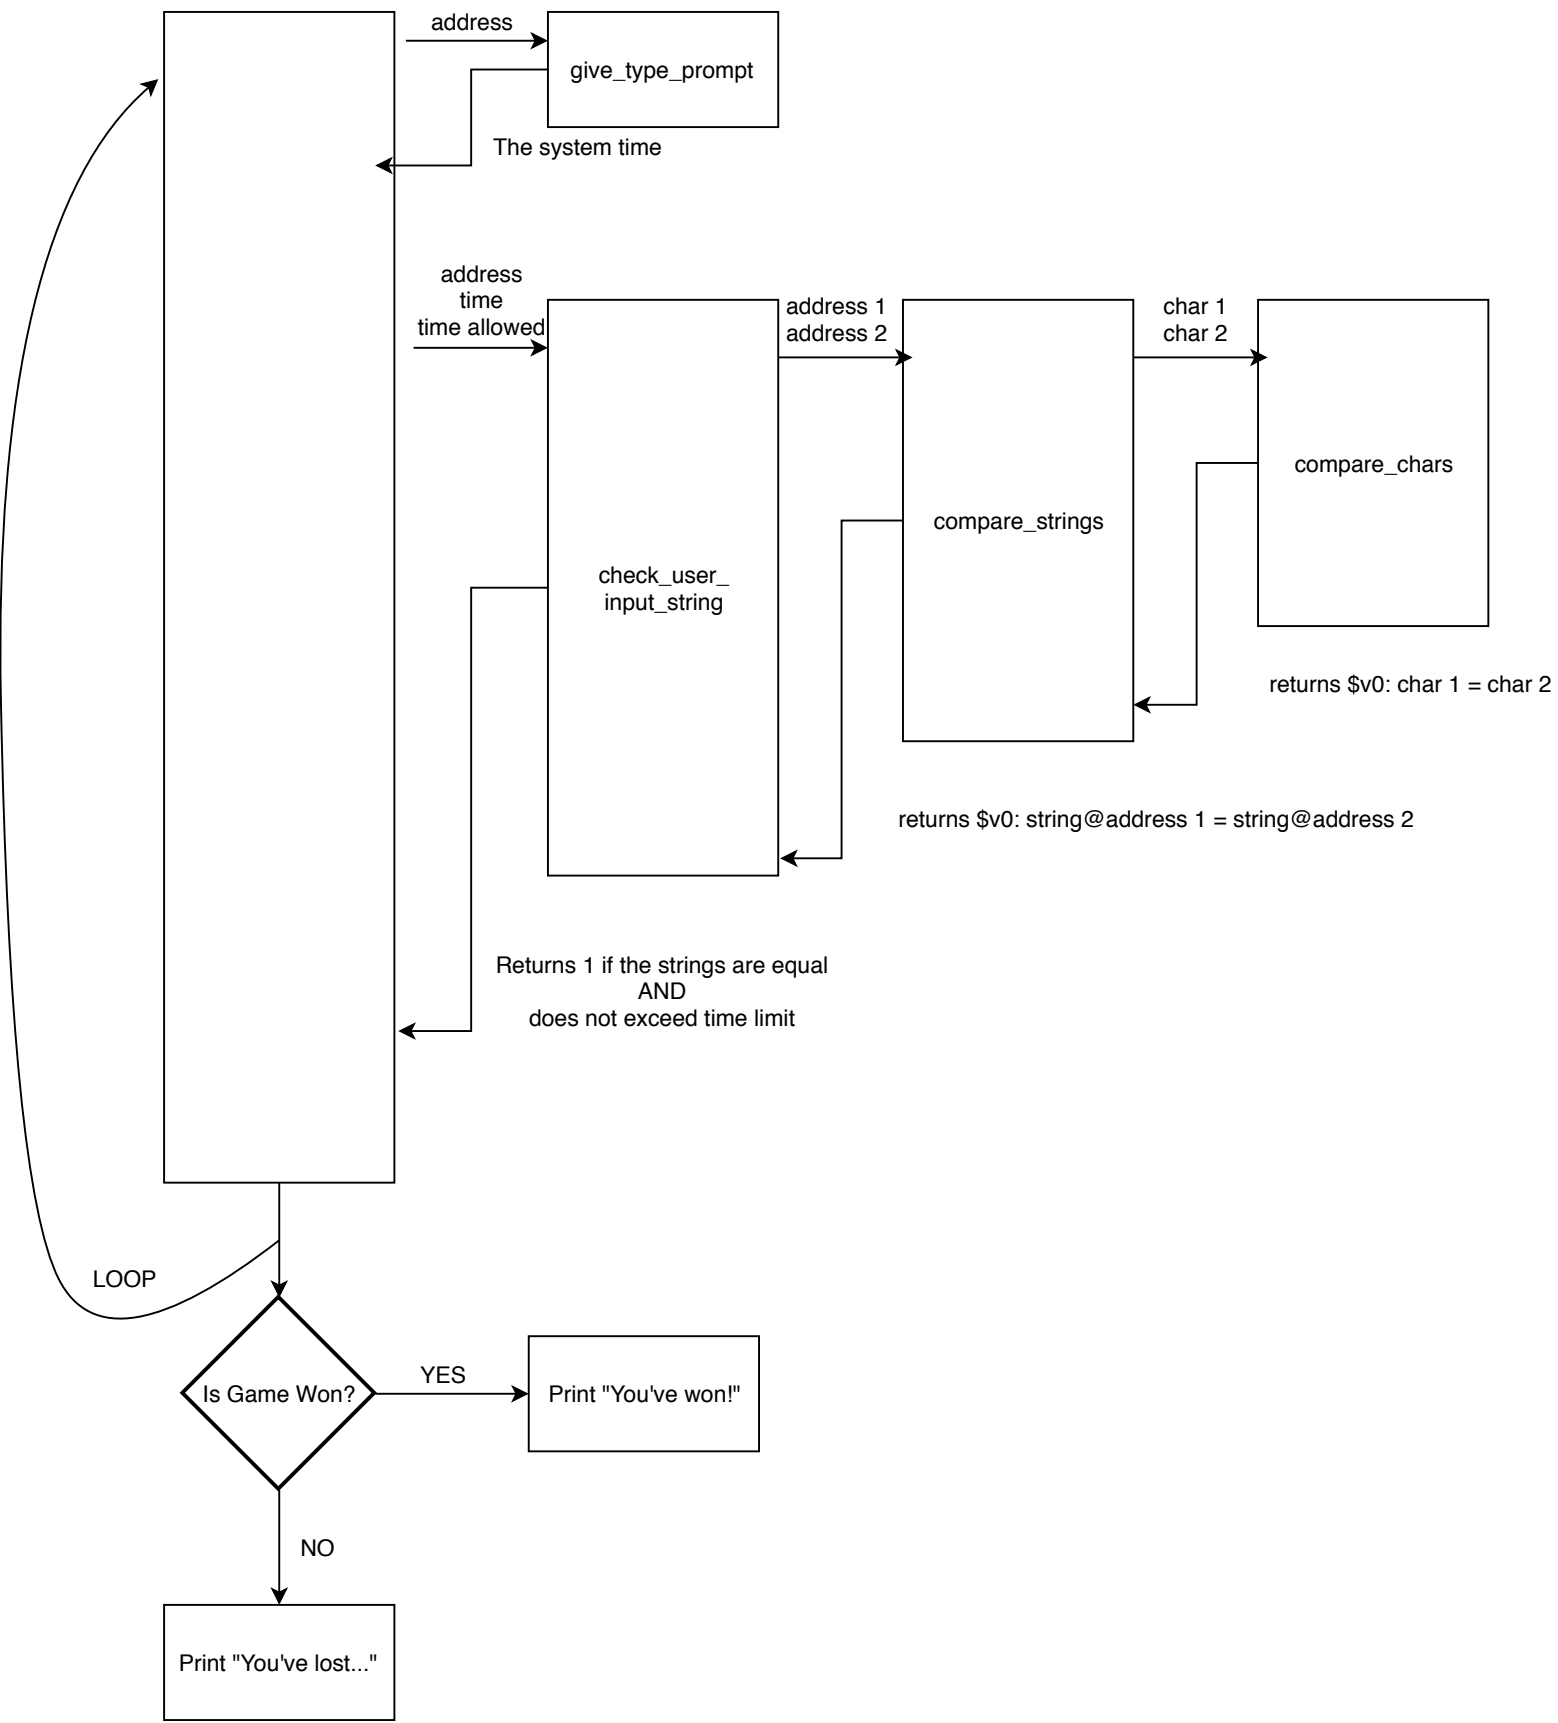 address
give_type_prompt
The system time
address
time
time allowed
address 1
address 2
char 1
char 2
compare_chars
compare_strings
check_user_
input_string
returns $v0: char 1 = char 2
returns $v0: string@address 1 = string@address 2
Returns 1 if the strings are equal
AND
does not exceed time limit
LOOP
Is Game Won?
YES
Print "You've won!"
NO
Print "You've lost..."